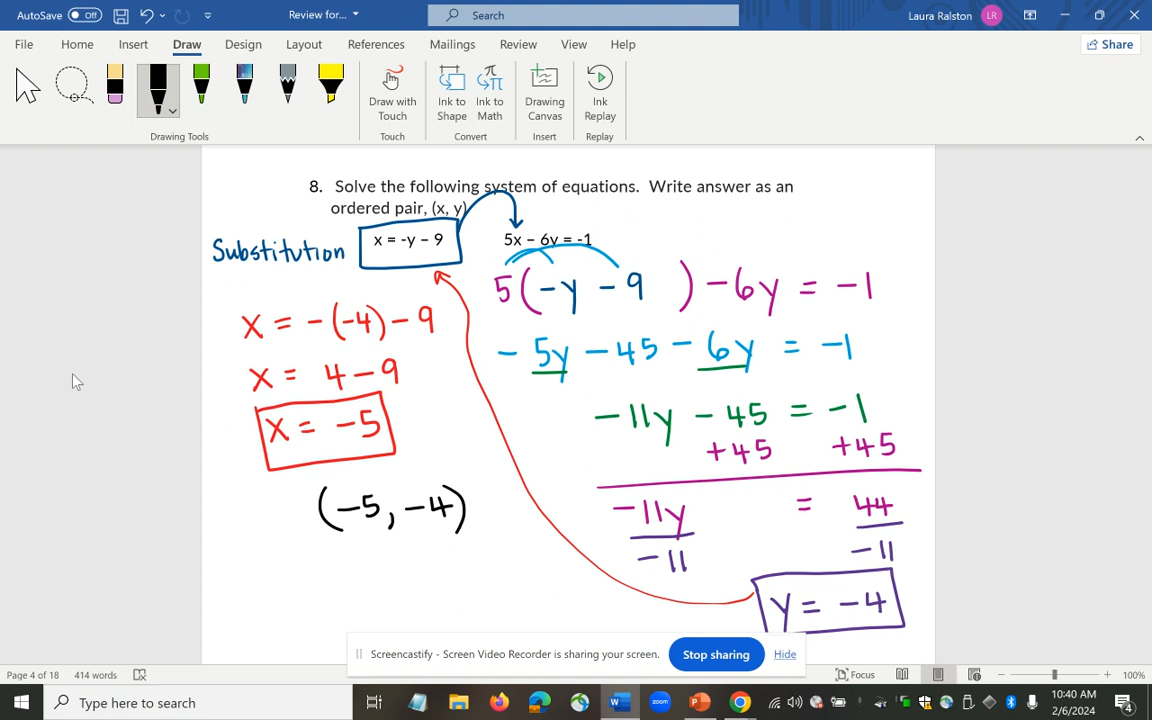 AutoSave Off Review for... Search Laura Ralston LR
File Home Insert Draw Design Layout References Mailings Review View Help Share
Draw with Touch Ink to Shape Ink to Math Drawing Canvas Ink Replay
Drawing Tools Touch Convert Insert Replay
8. Solve the following system of equations. Write answer as an
ordered pair, (x, y)
Substitution x = -y – 9 5x – 6y = -1
5( -y - 9 ) - 6y = -1
x = -(-4) - 9
- 5y - 45 - 6y = -1
x = 4 - 9
-11y - 45 = -1
x = -5
+45 +45
(-5, -4)
-11y = 44
-11 -11
y = -4
Screencastify - Screen Video Recorder is sharing your screen. Stop sharing Hide
Page 4 of 18 414 words Focus 100%
Type here to search zoom 10:40 AM
2/6/2024 4